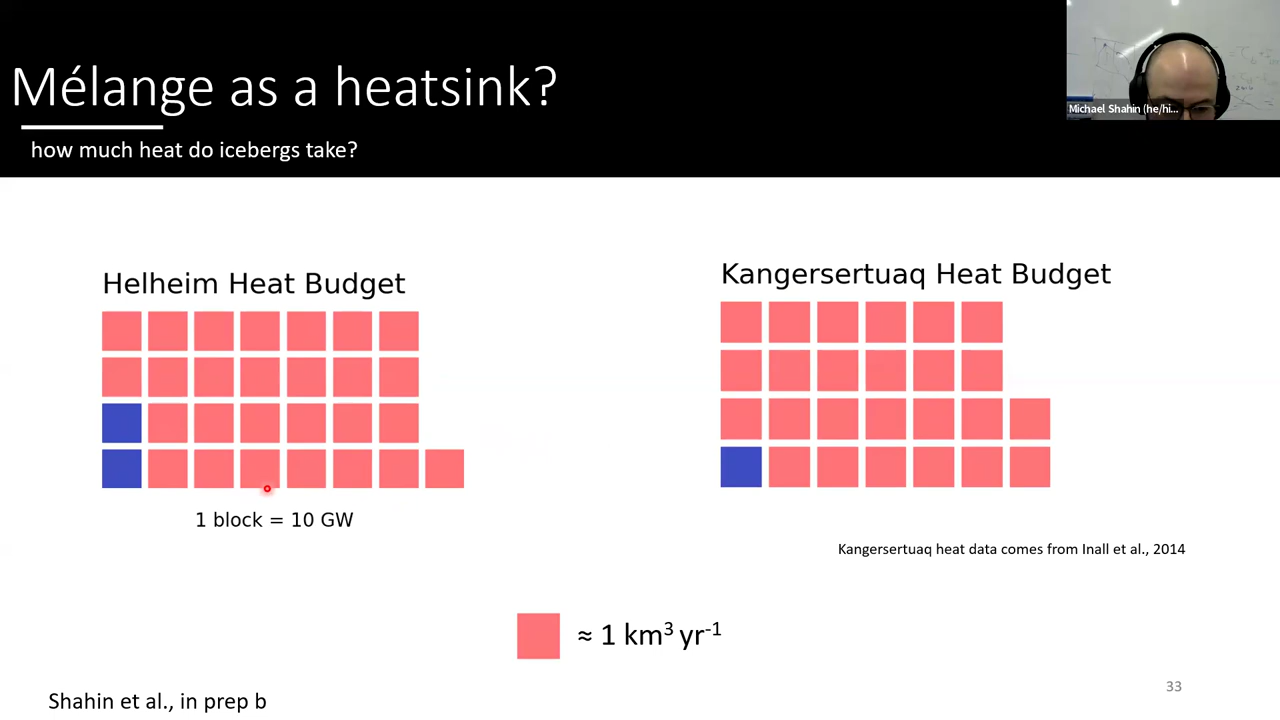 Mélange as a heatsink?
how much heat do icebergs take?
Michael Shahin (he/hi...
Helheim Heat Budget
Kangersertuaq Heat Budget
1 block = 10 GW
Kangersertuaq heat data comes from Inall et al., 2014
≈ 1 km³ yr⁻¹
Shahin et al., in prep b
33